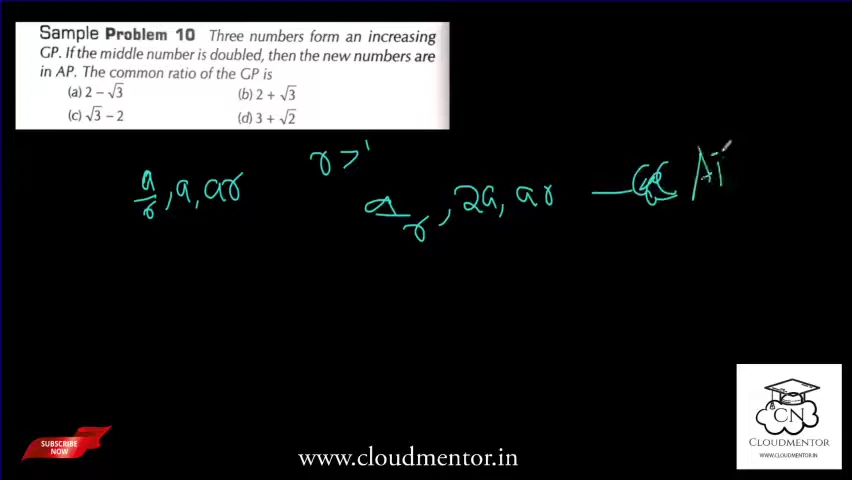 Sample Problem 10 Three numbers form an increasing
GP. If the middle number is doubled, then the new numbers are
in AP. The common ratio of the GP is
(a) 2 − √3 (b) 2 + √3
(c) √3 − 2 (d) 3 + √2
a/r, a, ar r > 1
a/r, 2a, ar — AP
SUBSCRIBE
NOW
www.cloudmentor.in
CN
CLOUDMENTOR
WWW.CLOUDMENTOR.IN